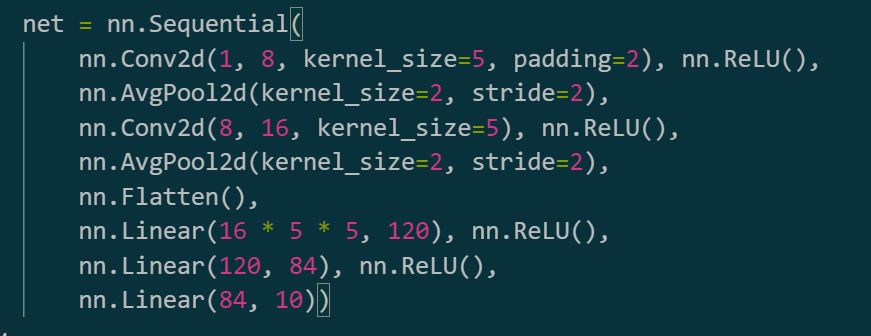 net = nn.Sequential(
    nn.Conv2d(1, 8, kernel_size=5, padding=2), nn.ReLU(),
    nn.AvgPool2d(kernel_size=2, stride=2),
    nn.Conv2d(8, 16, kernel_size=5), nn.ReLU(),
    nn.AvgPool2d(kernel_size=2, stride=2),
    nn.Flatten(),
    nn.Linear(16 * 5 * 5, 120), nn.ReLU(),
    nn.Linear(120, 84), nn.ReLU(),
    nn.Linear(84, 10))